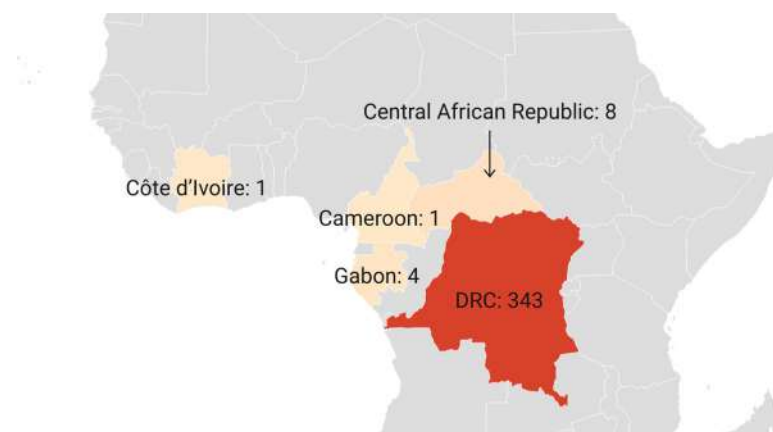 Central African Republic: 8
Côte d’Ivoire: 1
Cameroon: 1
Gabon: 4
DRC: 343